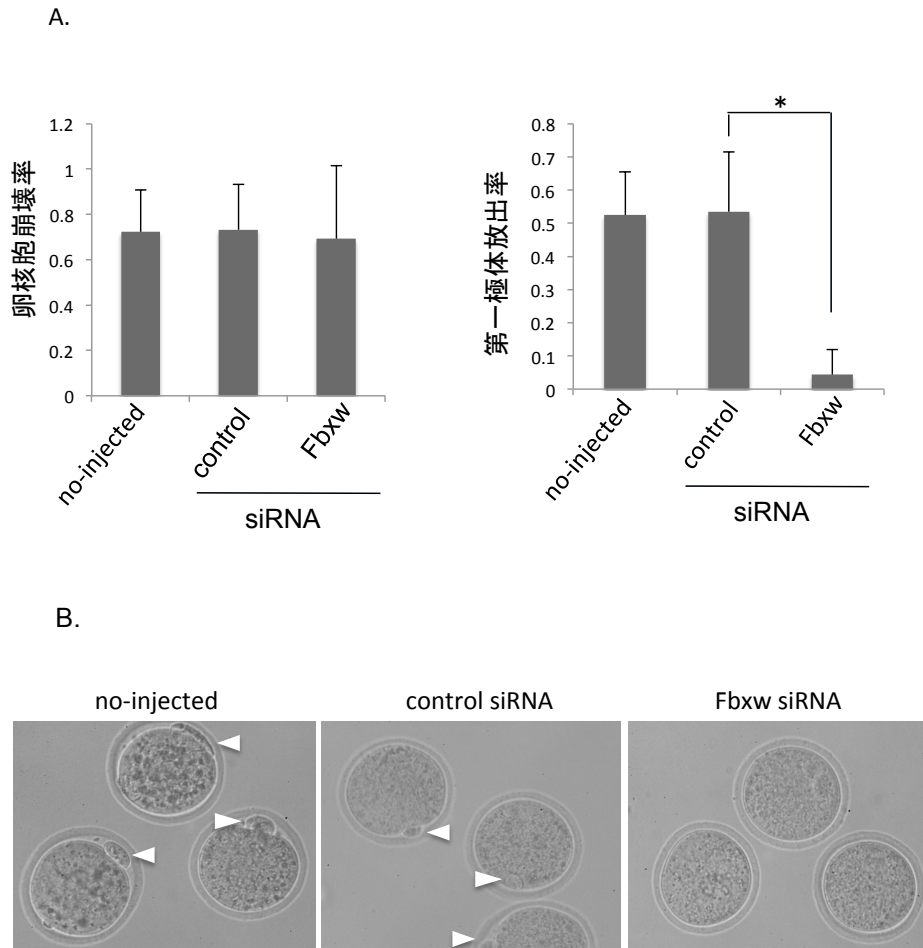 A.
卵核胞崩壊率
1.2
1
0.8
0.6
0.4
0.2
0
no-injected
control
Fbxw
siRNA
第一極体放出率
*
0.8
0.7
0.6
0.5
0.4
0.3
0.2
0.1
0
no-injected
control
Fbxw
siRNA
B.
no-injected
control siRNA
Fbxw siRNA